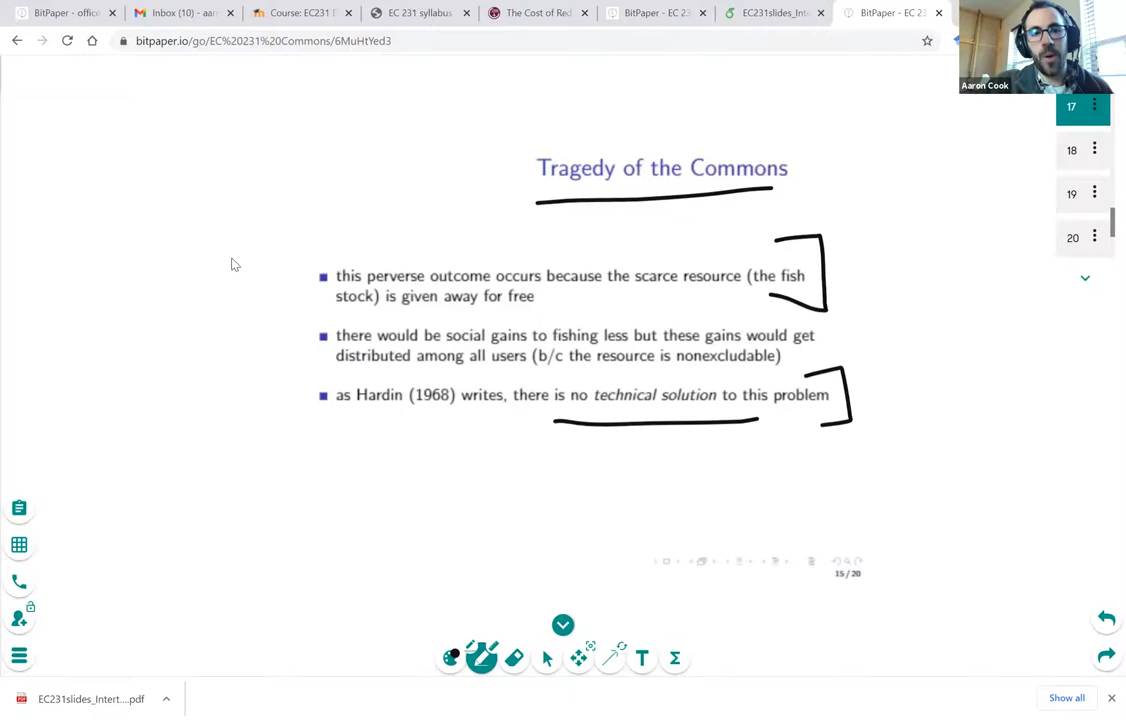 BitPaper - office
Inbox (10) - aar
Course: EC231 E
EC 231 syllabus
The Cost of Red
BitPaper - EC 23
EC231slides_Inte
BitPaper - EC 23
bitpaper.io/go/EC%20231%20Commons/6MuHtYed3
Aaron Cook
17
18
19
20
Tragedy of the Commons
this perverse outcome occurs because the scarce resource (the fish
stock) is given away for free
there would be social gains to fishing less but these gains would get
distributed among all users (b/c the resource is nonexcludable)
as Hardin (1968) writes, there is no technical solution to this problem
15/20
T
Σ
EC231slides_Intert....pdf
Show all